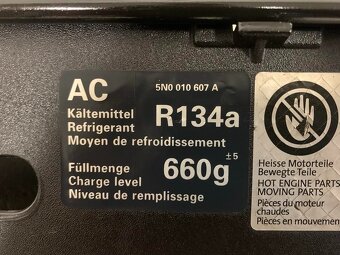 AC 5N0 010 607 A
Kältemittel
Refrigerant R134a
Moyen de refroidissement
Füllmenge
Charge level 660g ±5
Niveau de remplissage
Heisse Motorteile
Bewegte Teile
HOT ENGINE PARTS
MOVING PARTS
Pièces du moteur
chaudes
Pièces en mouvement